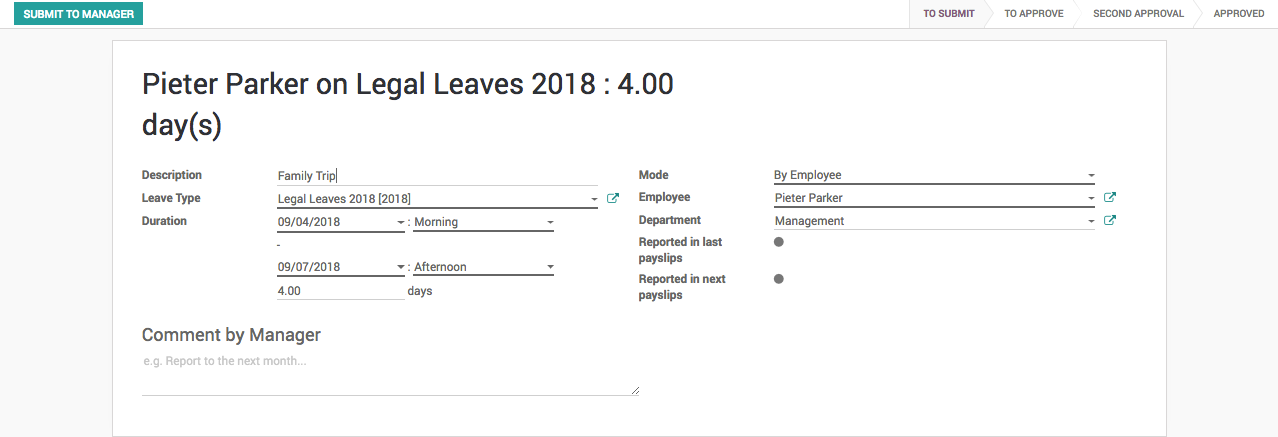 SUBMIT TO MANAGER
TO SUBMIT
TO APPROVE
SECOND APPROVAL
APPROVED
Pieter Parker on Legal Leaves 2018 : 4.00
day(s)
Description
Family Trip
Leave Type
Legal Leaves 2018 [2018]
Duration
09/04/2018 : Morning
-
09/07/2018 : Afternoon
4.00 days
Mode
By Employee
Employee
Pieter Parker
Department
Management
Reported in last
payslips
Reported in next
payslips
Comment by Manager
e.g. Report to the next month...